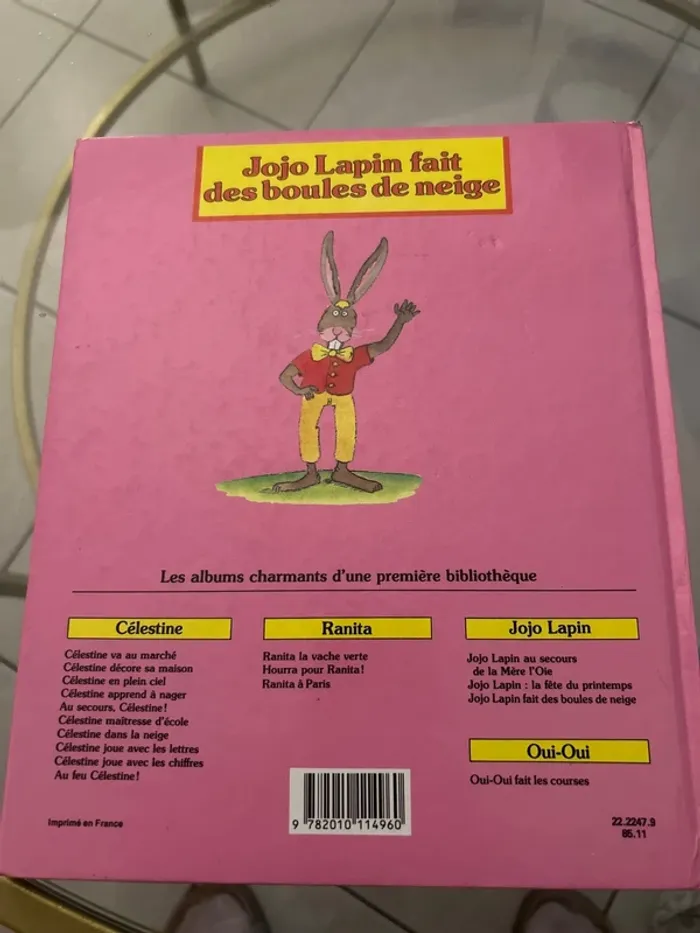 Jojo Lapin fait
des boules de neige
Les albums charmants d'une première bibliothèque
Célestine
Célestine va au marché
Célestine décore sa maison
Célestine en plein ciel
Célestine apprend à nager
Au secours, Célestine!
Célestine maîtresse d'école
Célestine dans la neige
Célestine joue avec les lettres
Célestine joue avec les chiffres
Au feu Célestine!
Ranita
Ranita la vache verte
Hourra pour Ranita!
Ranita à Paris
Jojo Lapin
Jojo Lapin au secours
de la Mère l'Oie
Jojo Lapin : la fête du printemps
Jojo Lapin fait des boules de neige
Oui-Oui
Oui-Oui fait les courses
Imprimé en France
9 782010 114960
22.2247.9
85.11